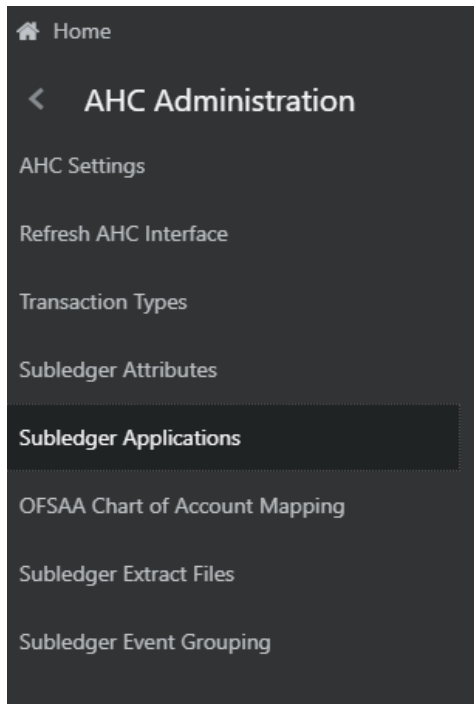 Home
AHC Administration
AHC Settings
Refresh AHC Interface
Transaction Types
Subledger Attributes
Subledger Applications
OFSAA Chart of Account Mapping
Subledger Extract Files
Subledger Event Grouping